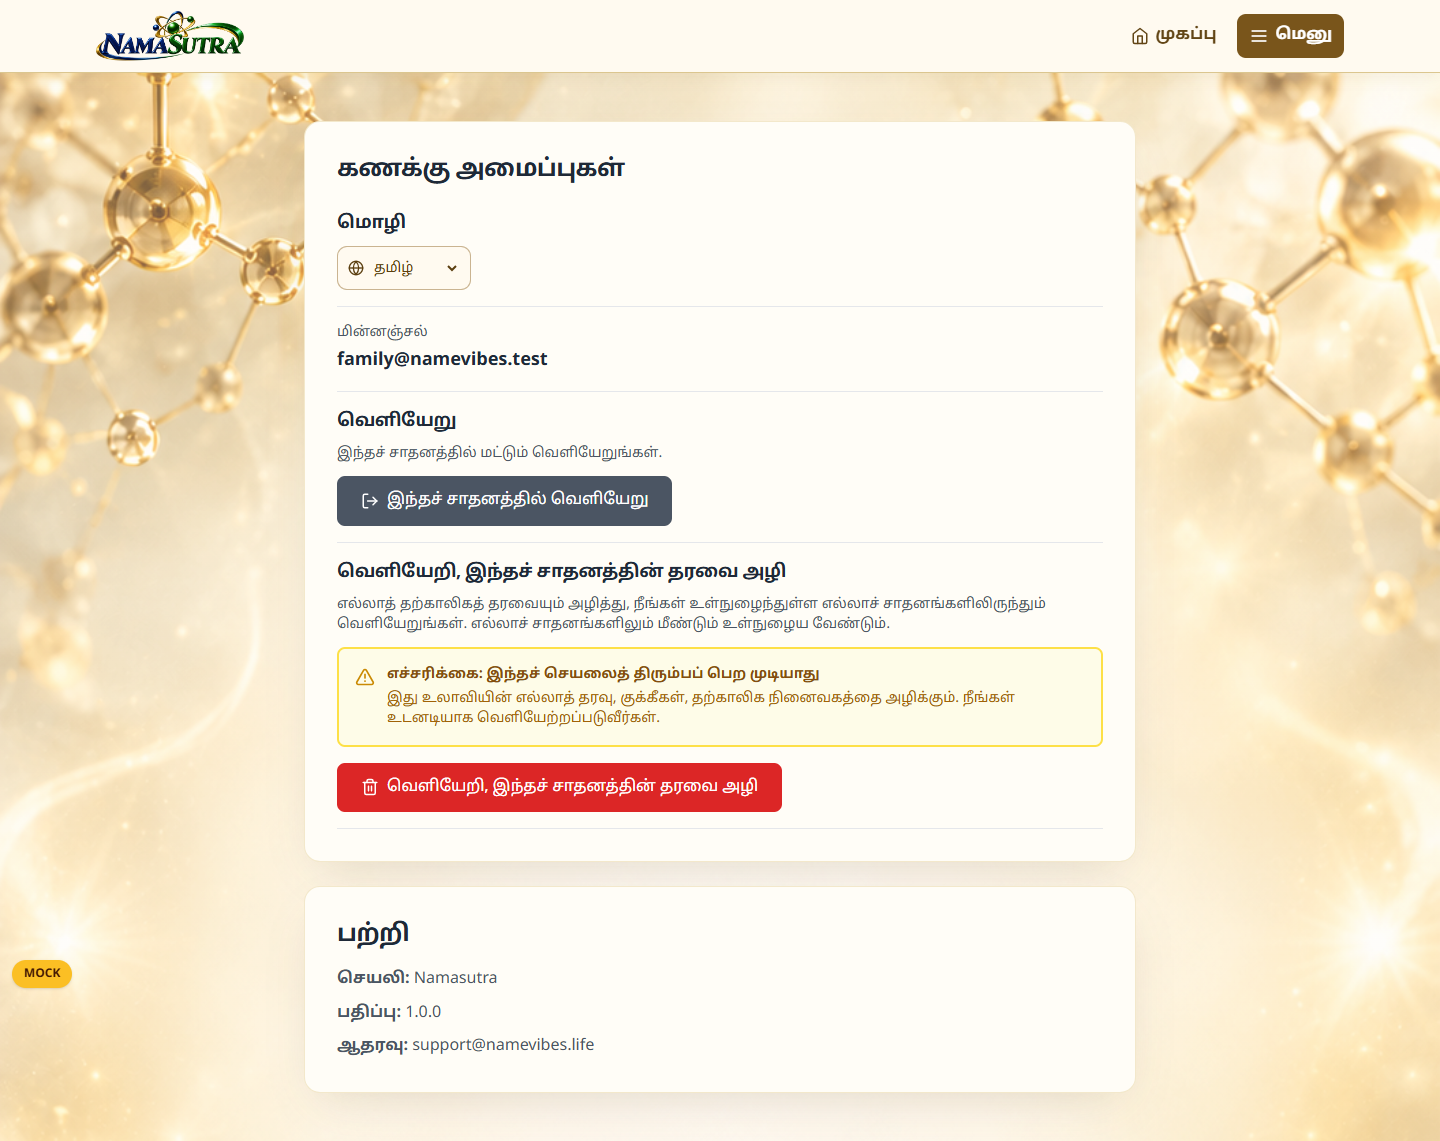 NAMASUTRA
முகப்பு
மெனு
கணக்கு அமைப்புகள்
மொழி
தமிழ்
மின்னஞ்சல்
family@namevibes.test
வெளியேறு
இந்தச் சாதனத்தில் மட்டும் வெளியேறுங்கள்.
இந்தச் சாதனத்தில் வெளியேறு
வெளியேறி, இந்தச் சாதனத்தின் தரவை அழி
எல்லாத் தற்காலிகத் தரவையும் அழித்து, நீங்கள் உள்நுழைந்துள்ள எல்லாச் சாதனங்களிலிருந்தும்
வெளியேறுங்கள். எல்லாச் சாதனங்களிலும் மீண்டும் உள்நுழைய வேண்டும்.
எச்சரிக்கை: இந்தச் செயலைத் திரும்பப் பெற முடியாது
இது உலாவியின் எல்லாத் தரவு, குக்கீகள், தற்காலிக நினைவகத்தை அழிக்கும். நீங்கள்
உடனடியாக வெளியேற்றப்படுவீர்கள்.
வெளியேறி, இந்தச் சாதனத்தின் தரவை அழி
பற்றி
செயலி: Namasutra
MOCK
பதிப்பு: 1.0.0
ஆதரவு: support@namevibes.life